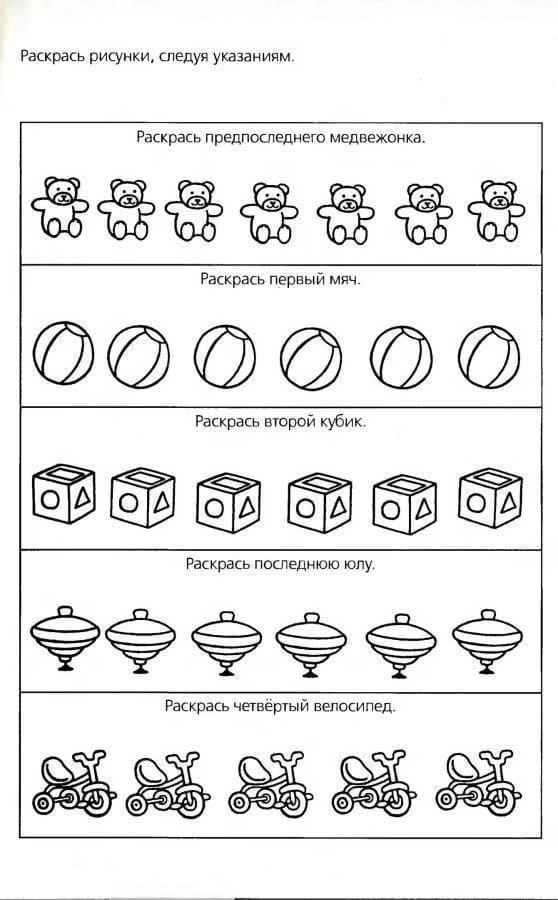 Раскрась рисунки, следуя указаниям.
Раскрась предпоследнего медвежонка.
Раскрась первый мяч.
Раскрась второй кубик.
Раскрась последнюю юлу.
Раскрась четвёртый велосипед.